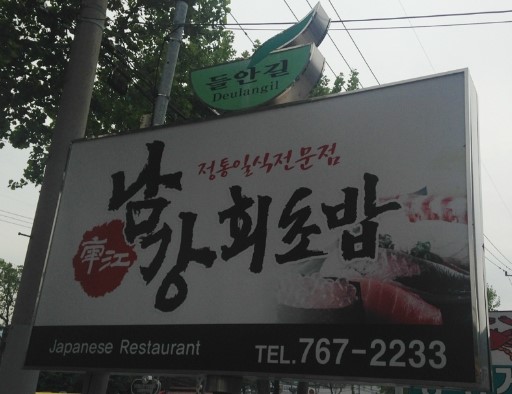 들안길
Deulangil
정통일식전문점
남강회초밥
南江
Japanese Restaurant TEL.767-2233